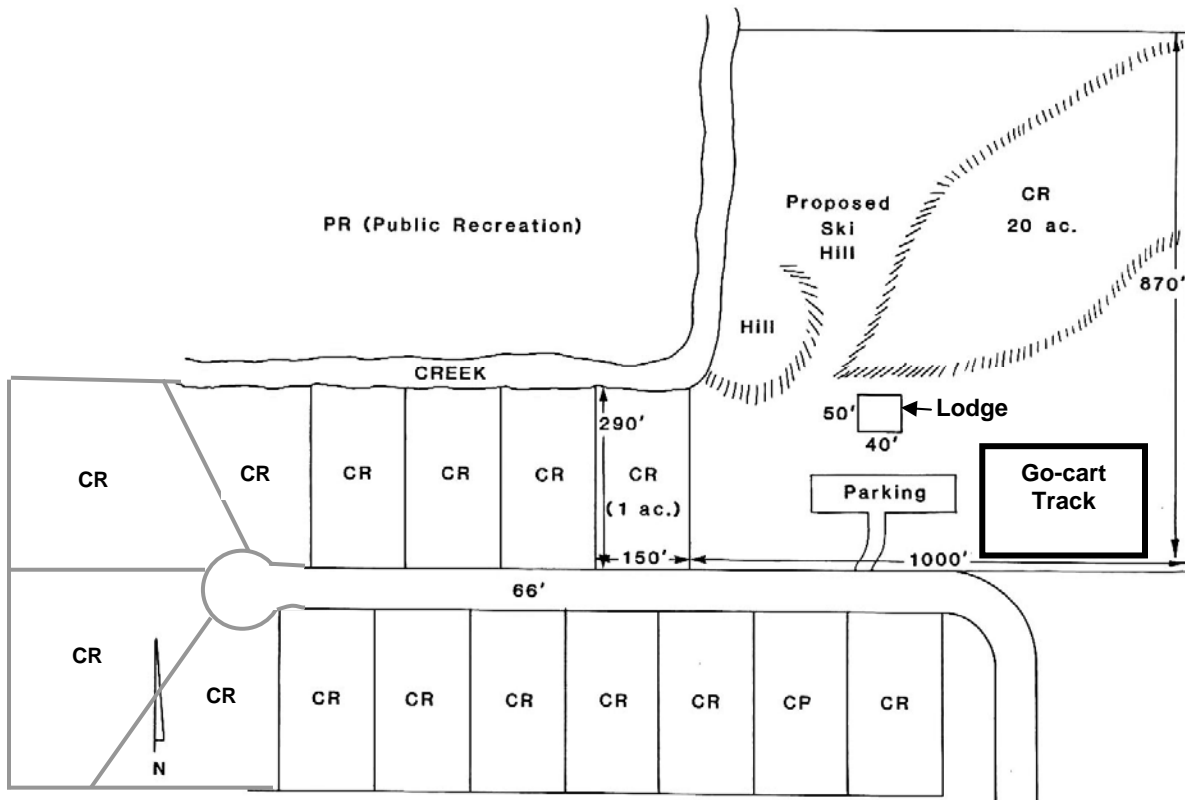 PR (Public Recreation)
Proposed
Ski
Hill
CR
20 ac.
870'
Hill
CREEK
50'
Lodge
40'
290'
CR
CR
CR
CR
CR
CR
(1 ac.)
Parking
Go-cart
Track
150'
1000'
66'
CR
CR
CR
CR
CR
CR
CR
CP
CR
N